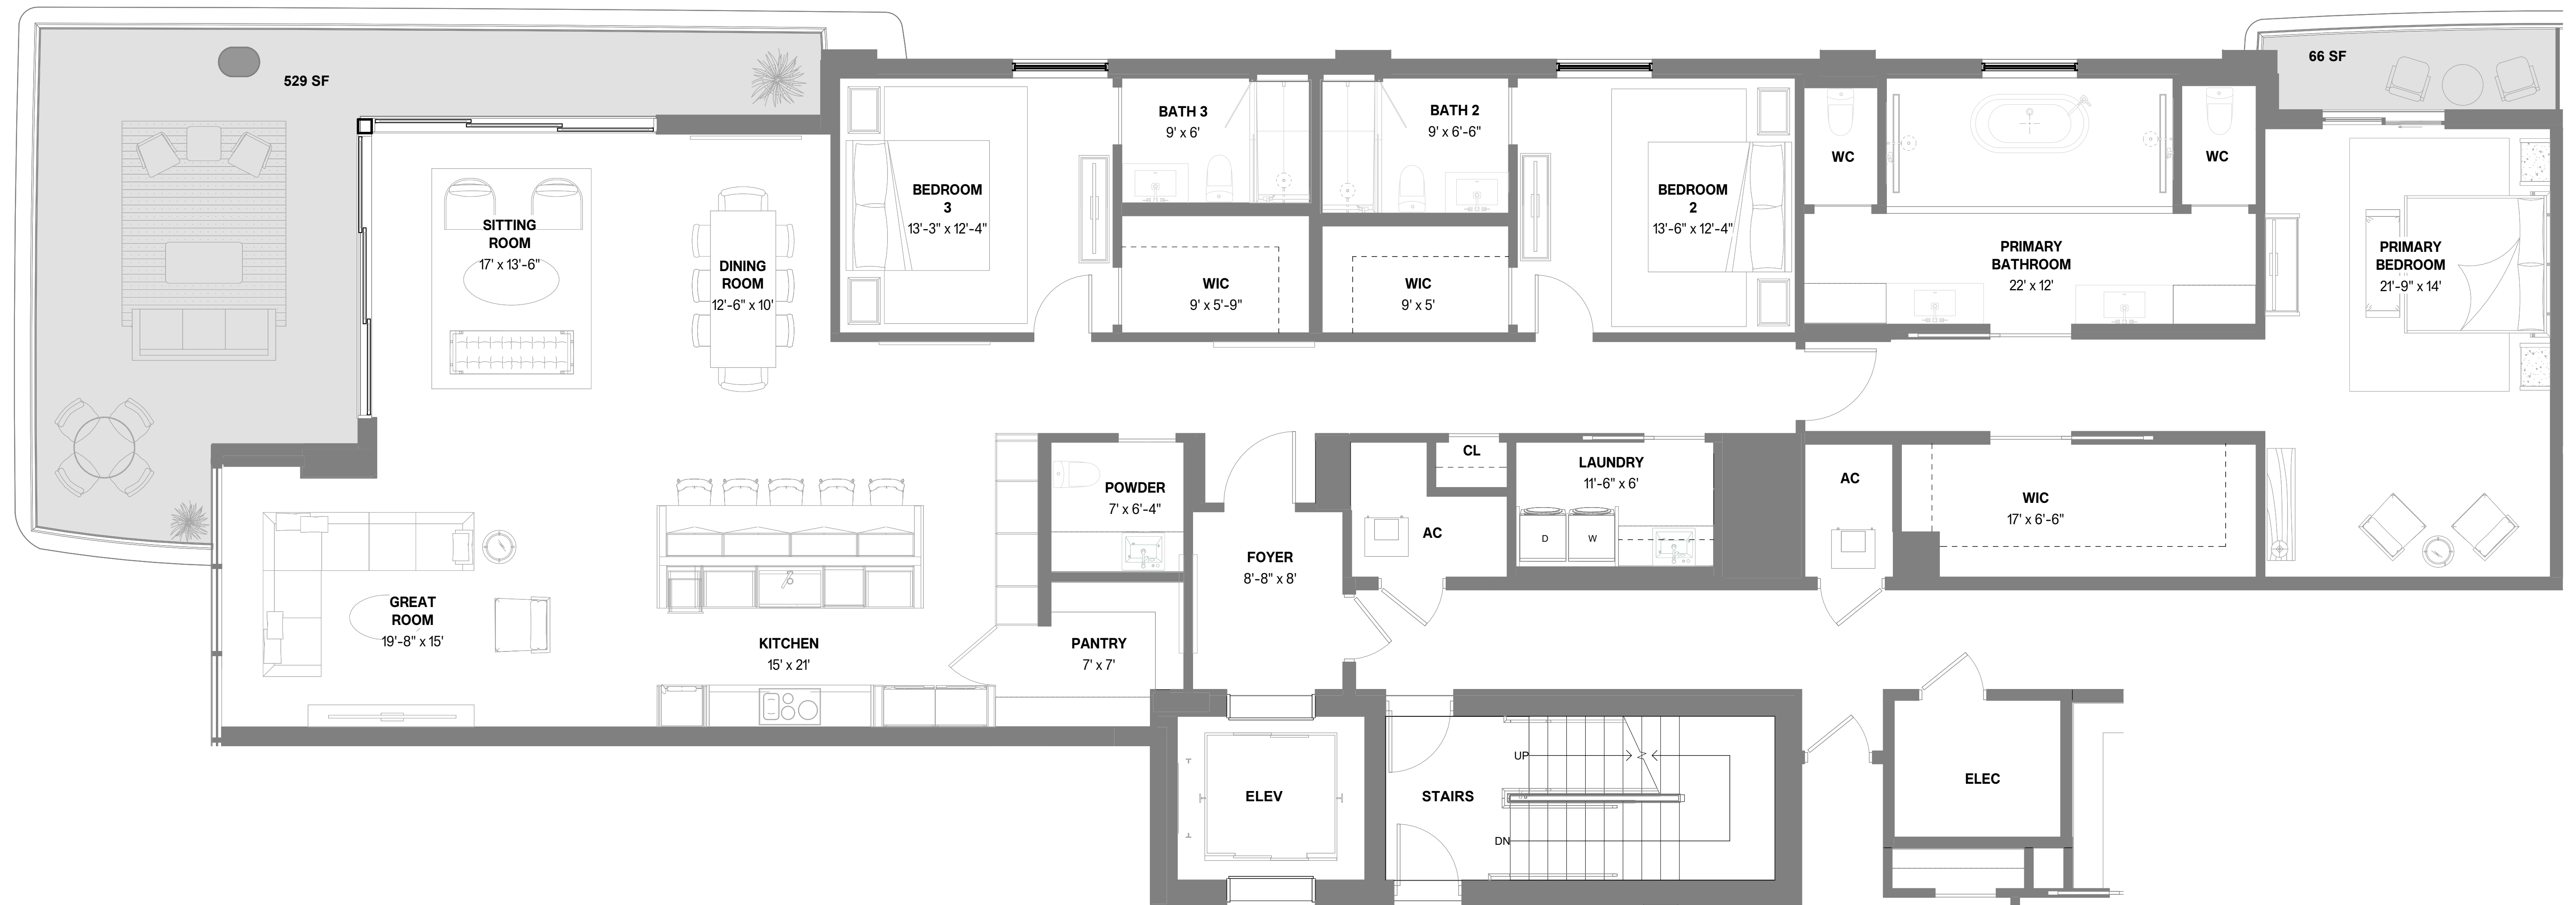 529 SF
66 SF
BATH 3
9' x 6'
BATH 2
9' x 6'-6"
WC
WC
BEDROOM
3
13'-3" x 12'-4"
BEDROOM
2
13'-6" x 12'-4"
SITTING
ROOM
17' x 13'-6"
DINING
ROOM
12'-6" x 10'
WIC
9' x 5'-9"
WIC
9' x 5'
PRIMARY
BATHROOM
22' x 12'
PRIMARY
BEDROOM
21'-9" x 14'
CL
LAUNDRY
11'-6" x 6'
POWDER
7' x 6'-4"
AC
AC
WIC
17' x 6'-6"
D
W
FOYER
8'-8" x 8'
GREAT
ROOM
19'-8" x 15'
KITCHEN
15' x 21'
PANTRY
7' x 7'
UP
ELEV
STAIRS
ELEC
DN